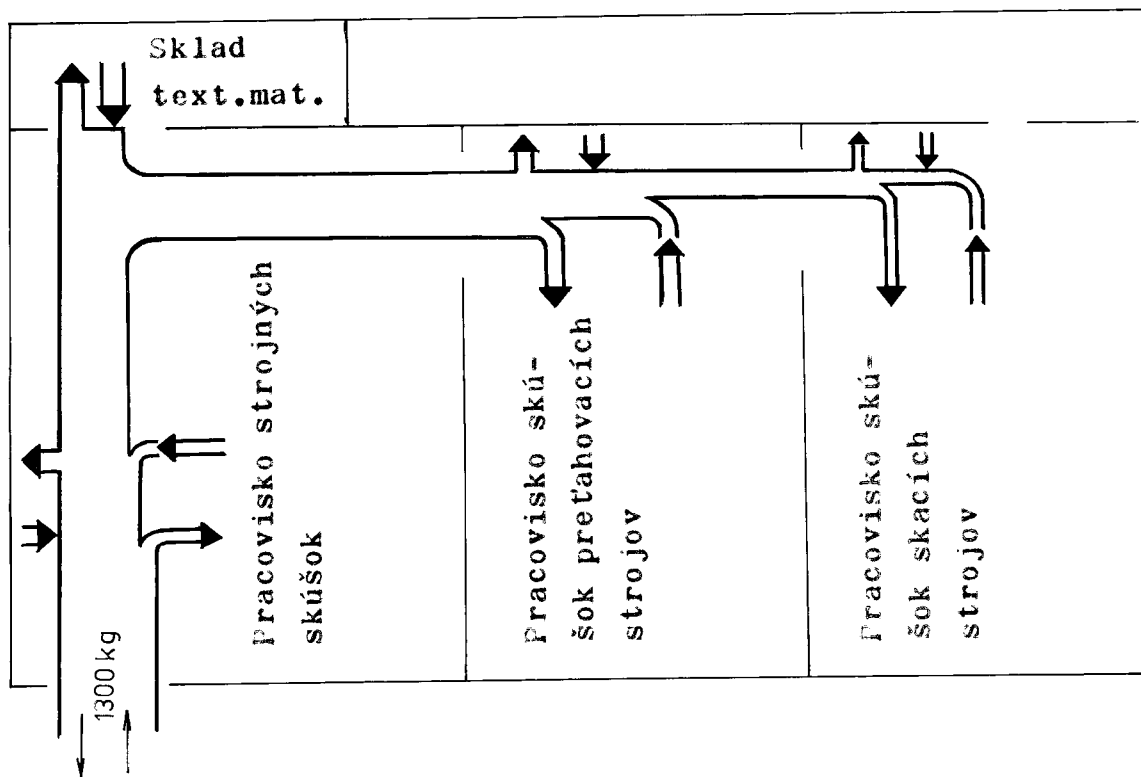 Sklad
text.mat.
Pracovisko strojných
skúšok
Pracovisko skú-
šok preťahovacích
strojov
Pracovisko skú-
šok skacích
strojov
1300 kg